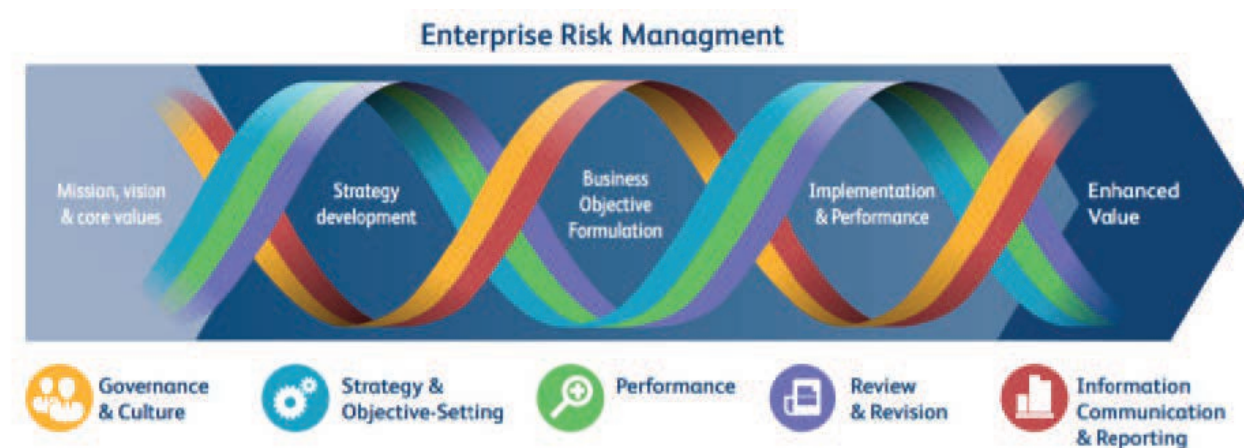 Enterprise Risk Managment
Mission, vision
& core values
Strategy
development
Business
Objective
Formulation
Implementation
& Performance
Enhanced
Value
Governance
& Culture
Strategy &
Objective-Setting
Performance
Review
& Revision
Information
Communication
& Reporting